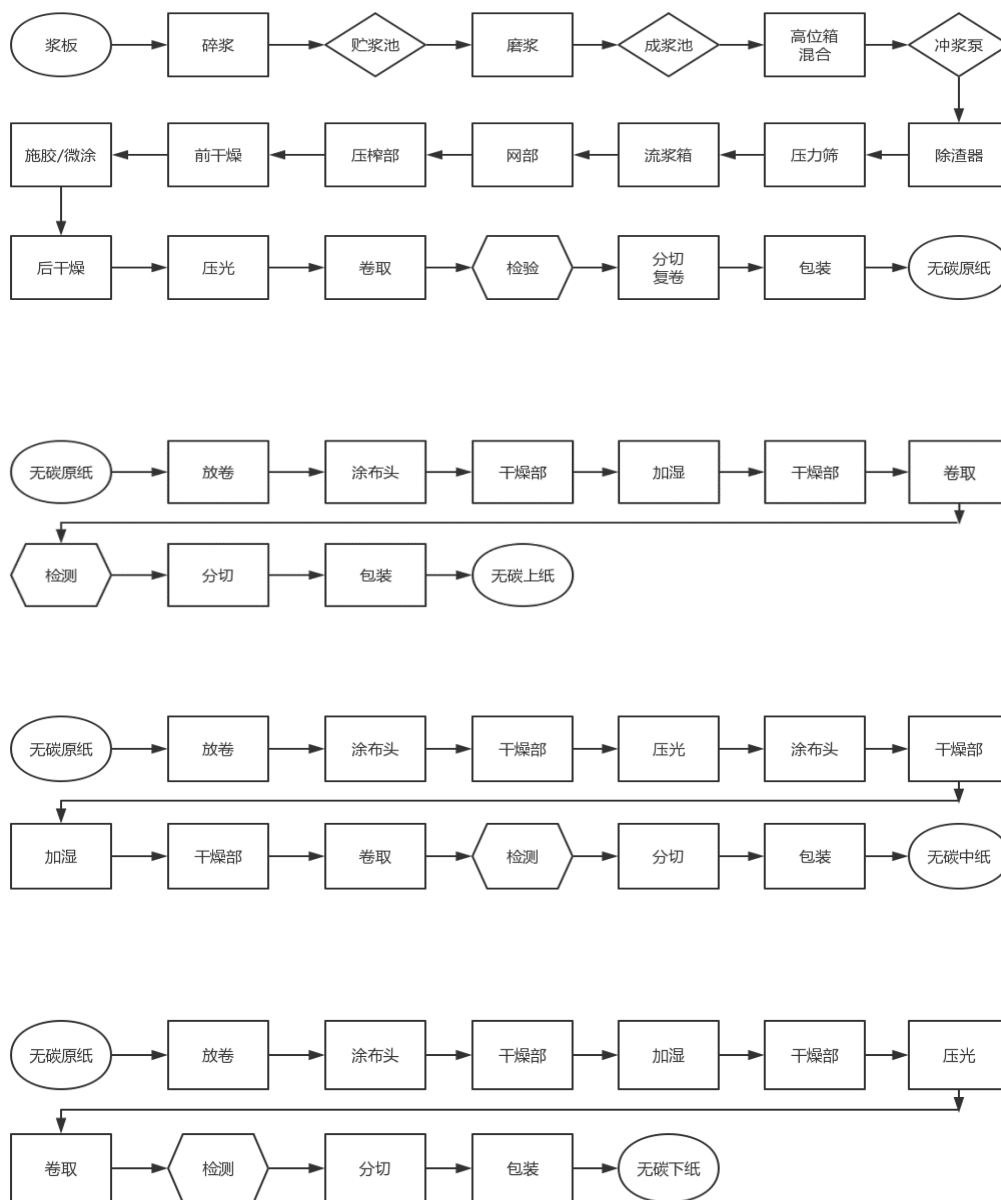 浆板
碎浆
贮浆池
磨浆
成浆池
高位箱
混合
冲浆泵
除渣器
压力筛
流浆箱
网部
压榨部
前干燥
施胶/微涂
后干燥
压光
卷取
检验
分切
复卷
包装
无碳原纸
无碳原纸
放卷
涂布头
干燥部
加湿
干燥部
卷取
检测
分切
包装
无碳上纸
无碳原纸
放卷
涂布头
干燥部
压光
涂布头
干燥部
加湿
干燥部
卷取
检测
分切
包装
无碳中纸
无碳原纸
放卷
涂布头
干燥部
加湿
干燥部
压光
卷取
检测
分切
包装
无碳下纸